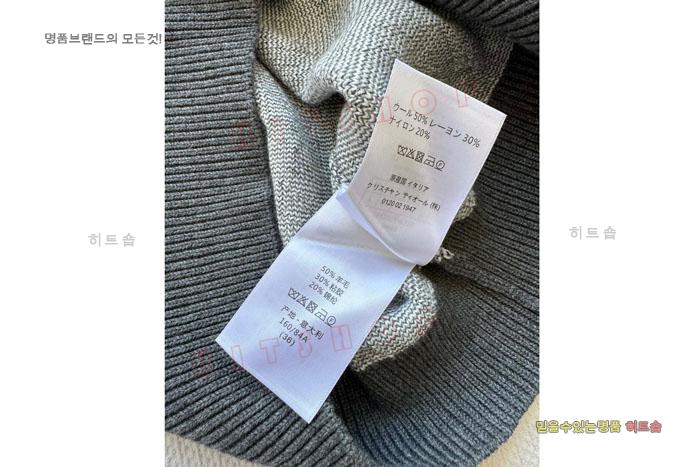 명품브랜드의 모든것!
ウール 50% レーヨン 30%
ナイロン 20%
原産国 イタリア
クリスチャン ディオール (株)
0120 02 1947
히트숍
히트숍
50% 羊毛
30% 粘胶
20% 锦纶
产地 - 意大利
160/84A
(36)
HITSHOP
믿을수있는명품 히트숍